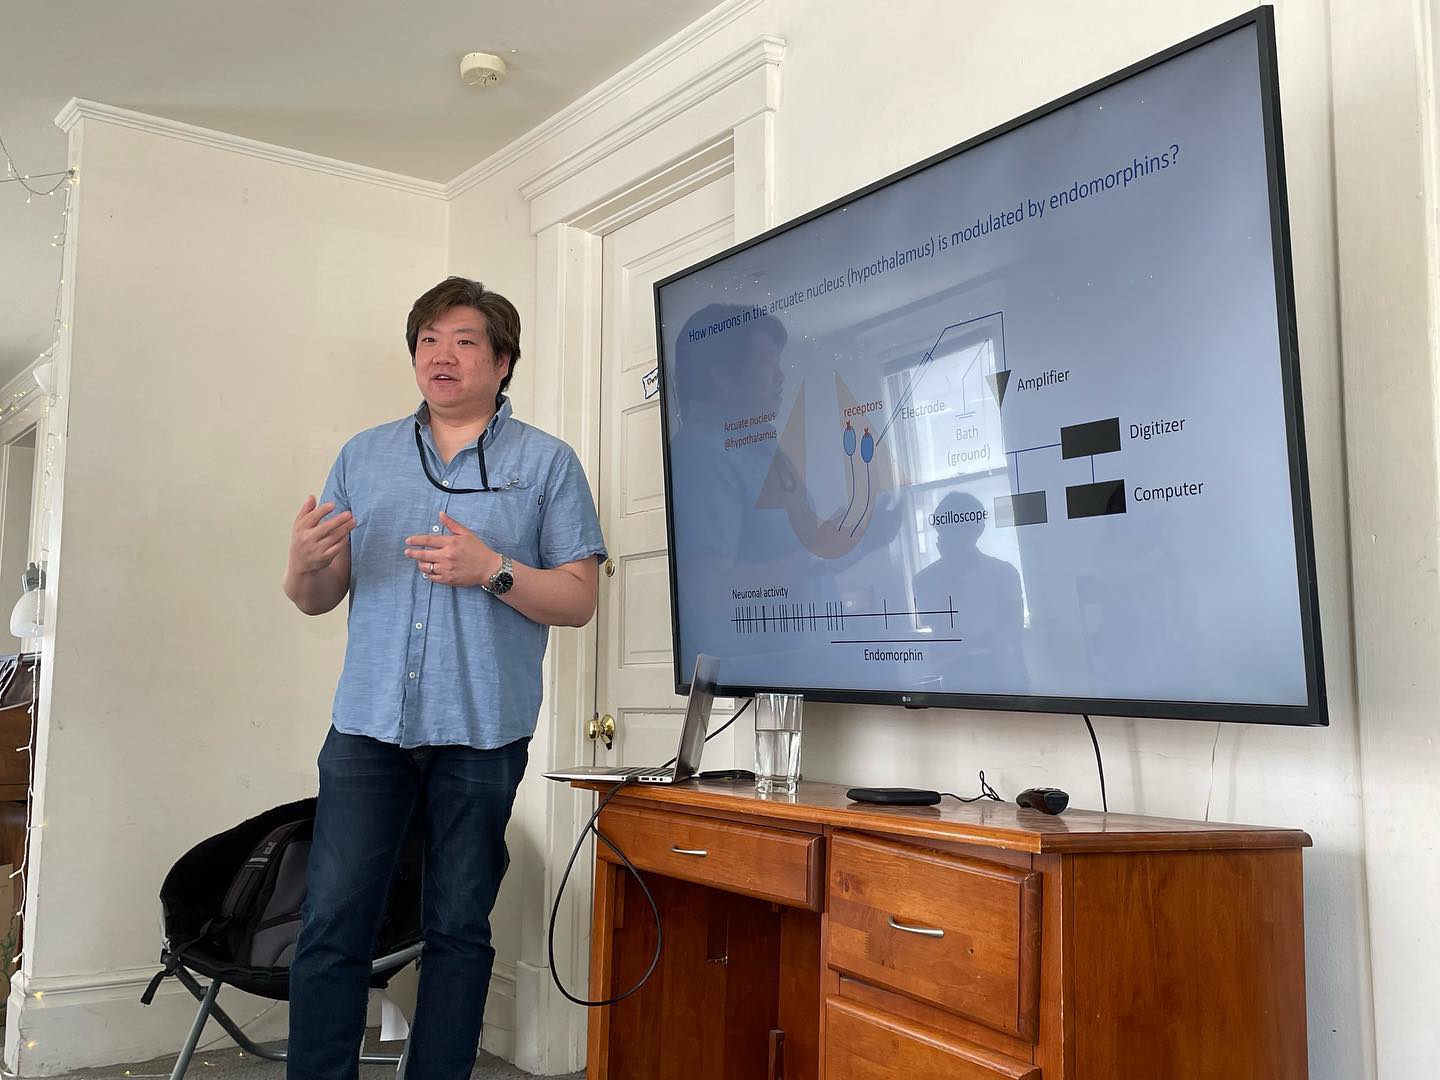 How neurons in the arcuate nucleus (hypothalamus) is modulated by endomorphins?
Arcuate nucleus
@hypothalamus
receptors
Electrode
Amplifier
Bath
(ground)
Digitizer
Oscilloscope
Computer
Neuronal activity
Endomorphin
LG